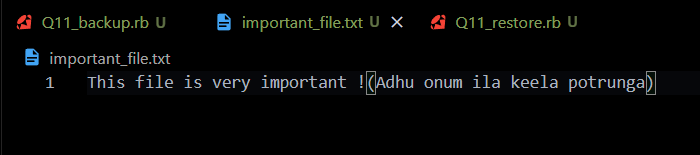 Q11_backup.rb U important_file.txt U Q11_restore.rb U
important_file.txt
1 This file is very important !(Adhu onum ila keela potrunga)